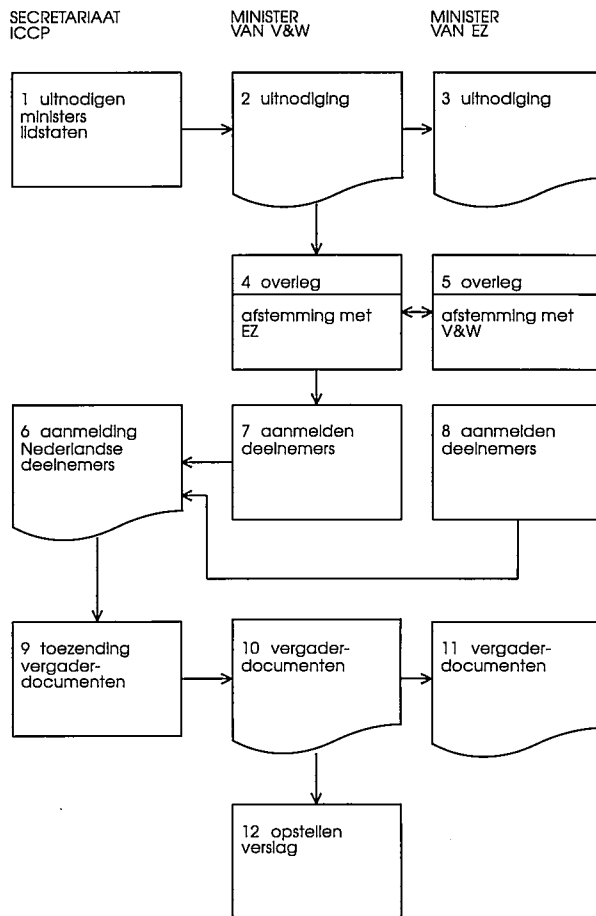 SECRETARIAAT
ICCP
MINISTER
VAN V&W
MINISTER
VAN EZ
1 uitnodigen
ministers
lidstaten
2 uitnodiging
3 uitnodiging
4 overleg
afstemming met
EZ
5 overleg
afstemming met
V&W
6 aanmelding
Nederlandse
deelnemers
7 aanmelden
deelnemers
8 aanmelden
deelnemers
9 toezending
vergader-
documenten
10 vergader-
documenten
11 vergader-
documenten
12 opstellen
verslag